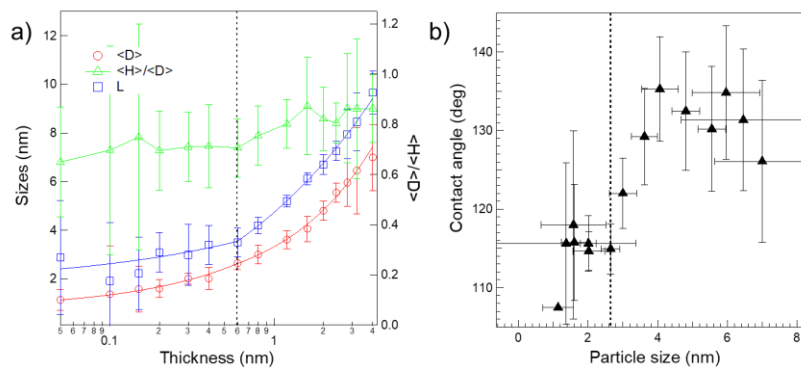 a)
<D>
<H>/<D>
L
12
10
8
6
4
2
Sizes (nm)
1.2
1.0
0.8
0.6
0.4
0.2
0.0
<H>/<D>
5 6 7 8 9 0.1 2 3 4 5 6 7 8 9 1 2 3 4
Thickness (nm)
b)
140
130
120
110
Contact angle (deg)
0 2 4 6 8
Particle size (nm)